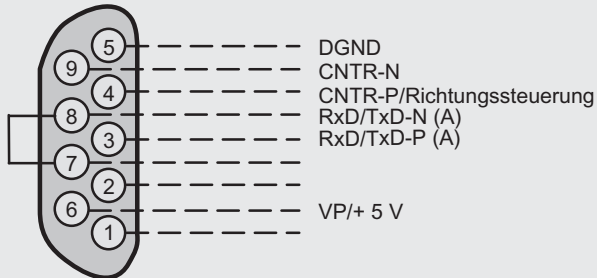 5 DGND
9 CNTR-N
4 CNTR-P/Richtungssteuerung
8 RxD/TxD-N (A)
3 RxD/TxD-P (A)
7
2
6 VP/+ 5 V
1